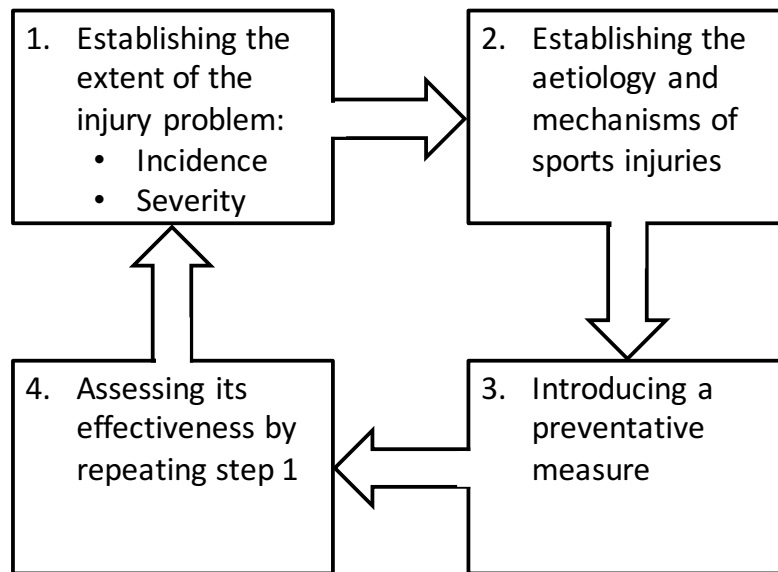 1. Establishing the
extent of the
injury problem:
• Incidence
• Severity
2. Establishing the
aetiology and
mechanisms of
sports injuries
4. Assessing its
effectiveness by
repeating step 1
3. Introducing a
preventative
measure